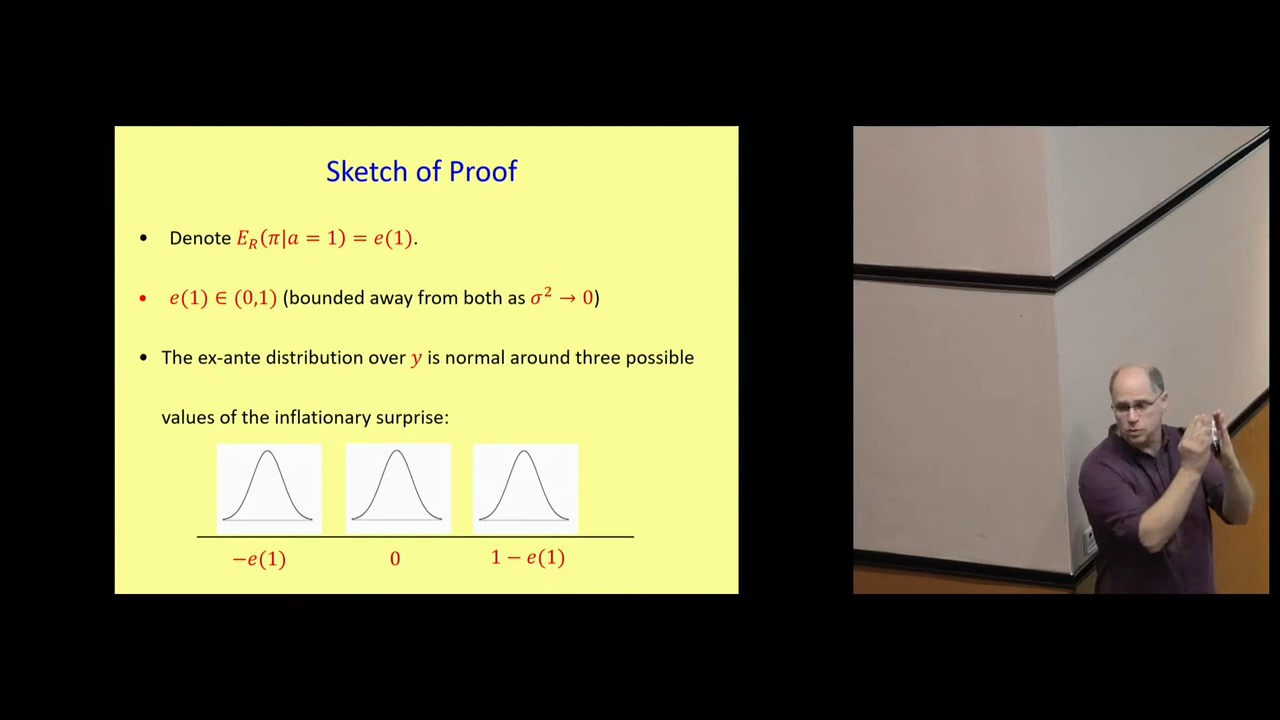 Sketch of Proof
• Denote E_R(π|a = 1) = e(1).
• e(1) ∈ (0,1) (bounded away from both as σ² → 0)
• The ex-ante distribution over y is normal around three possible
values of the inflationary surprise:
−e(1) 0 1 − e(1)